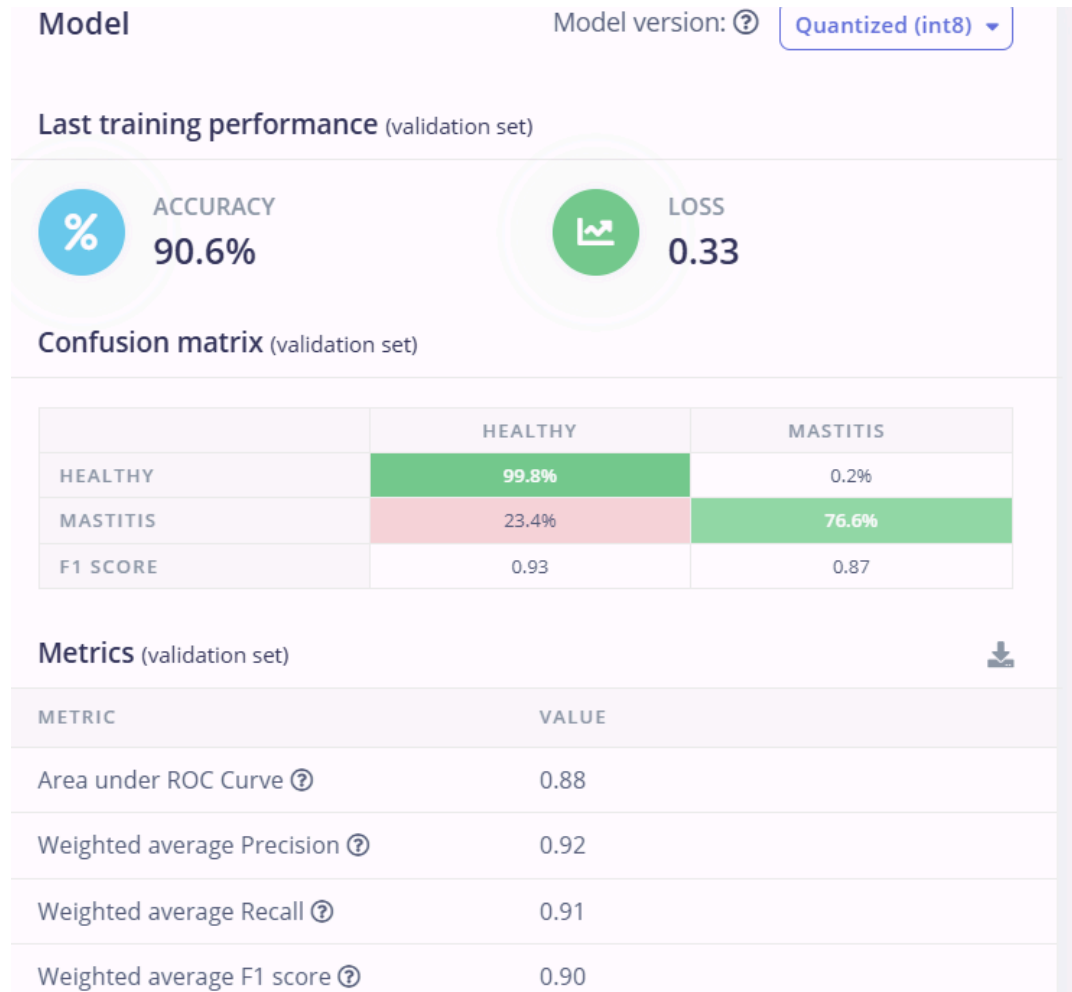 Model
Model version: Quantized (int8)
Last training performance (validation set)
ACCURACY
90.6%
LOSS
0.33
Confusion matrix (validation set)
HEALTHY MASTITIS
HEALTHY 99.8% 0.2%
MASTITIS 23.4% 76.6%
F1 SCORE 0.93 0.87
Metrics (validation set)
METRIC VALUE
Area under ROC Curve 0.88
Weighted average Precision 0.92
Weighted average Recall 0.91
Weighted average F1 score 0.90